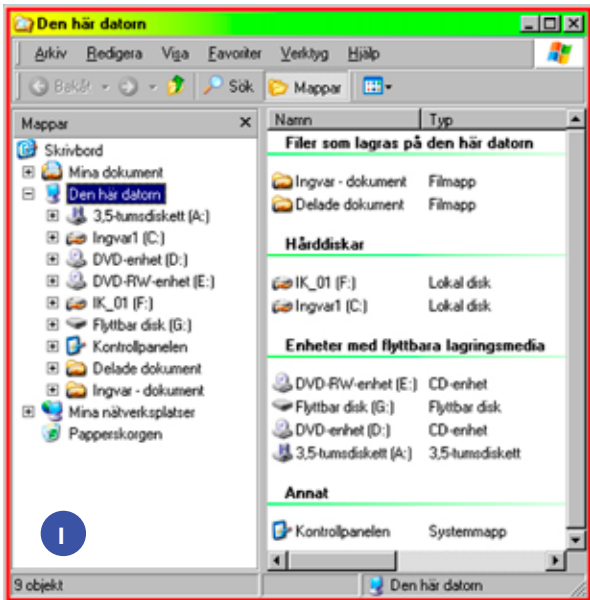 Den här datorn
Arkiv Redigera Visa Favoriter Verktyg Hjälp
Bakåt Sök Mappar
Mappar x
Skrivbord
Mina dokument
Den här datorn
3,5-tumsdiskett (A:)
Ingvar1 (C:)
DVD-enhet (D:)
DVD-RW-enhet (E:)
IK_01 (F:)
Flyttbar disk (G:)
Kontrollpanelen
Delade dokument
Ingvar - dokument
Mina nätverksplatser
Papperskorgen
Namn Typ
Filer som lagras på den här datorn
Ingvar - dokument Filmapp
Delade dokument Filmapp
Hårddiskar
IK_01 (F:) Lokal disk
Ingvar1 (C:) Lokal disk
Enheter med flyttbara lagringsmedia
DVD-RW-enhet (E:) CD-enhet
Flyttbar disk (G:) Flyttbar disk
DVD-enhet (D:) CD-enhet
3,5-tumsdiskett (A:) 3,5-tumsdiskett
Annat
Kontrollpanelen Systemmapp
I
9 objekt Den här datorn